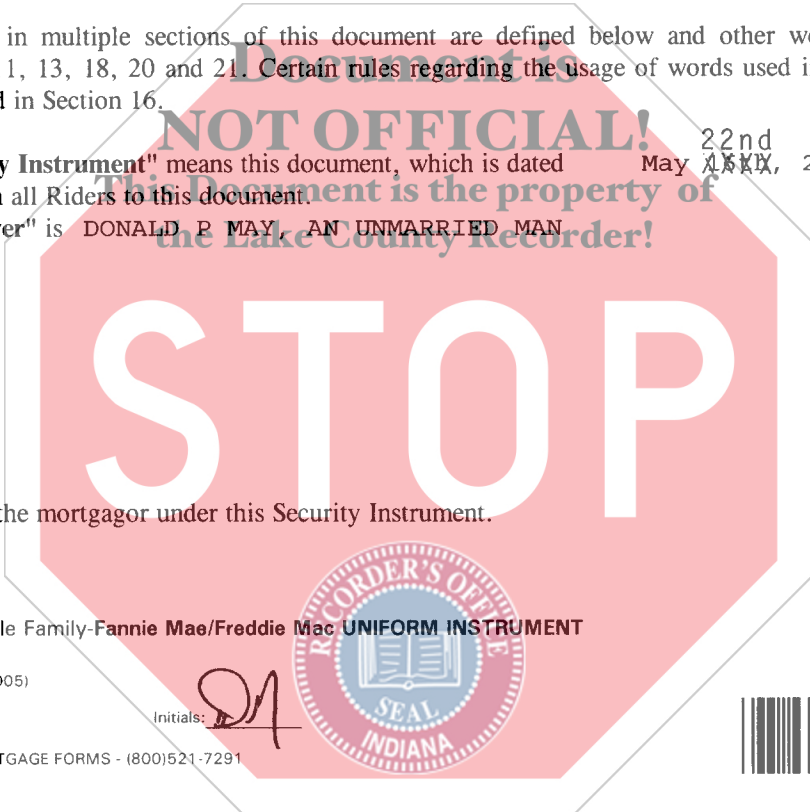 in multiple sections of this document are defined below and other
1, 13, 18, 20 and 21. Certain rules regarding the usage of words used
in Section 16.
Document is
NOT OFFICIAL!
This Document is the property of
the Lake County Recorder!
22nd
Instrument" means this document, which is dated May
all Riders to this document.
is DONALD P MAY, AN UNMARRIED MAN
STOP
the mortgagor under this Security Instrument.
le Family-Fannie Mae/Freddie Mac UNIFORM INSTRUMENT
005)
Initials:
TGAGE FORMS - (800)521-7291
RECORDER'S OFFICE
SEAL
INDIANA